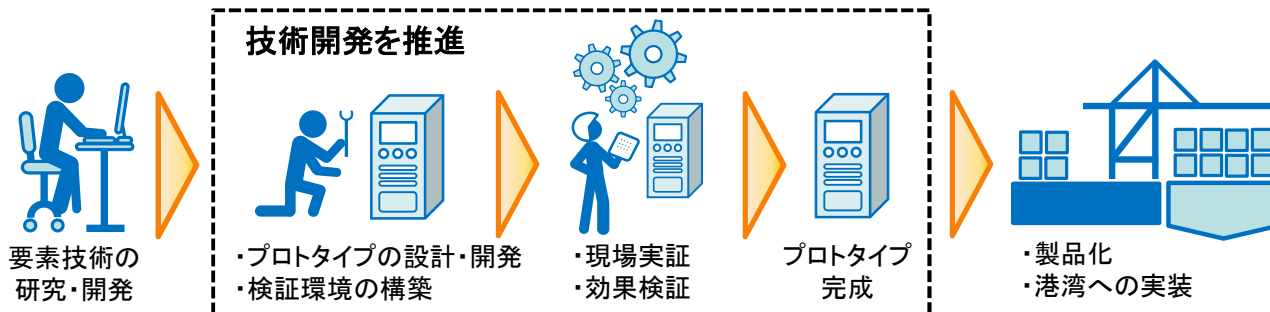 技術開発を推進
要素技術の
研究・開発
・プロトタイプの設計・開発
・検証環境の構築
・現場実証
・効果検証
プロトタイプ
完成
・製品化
・港湾への実装